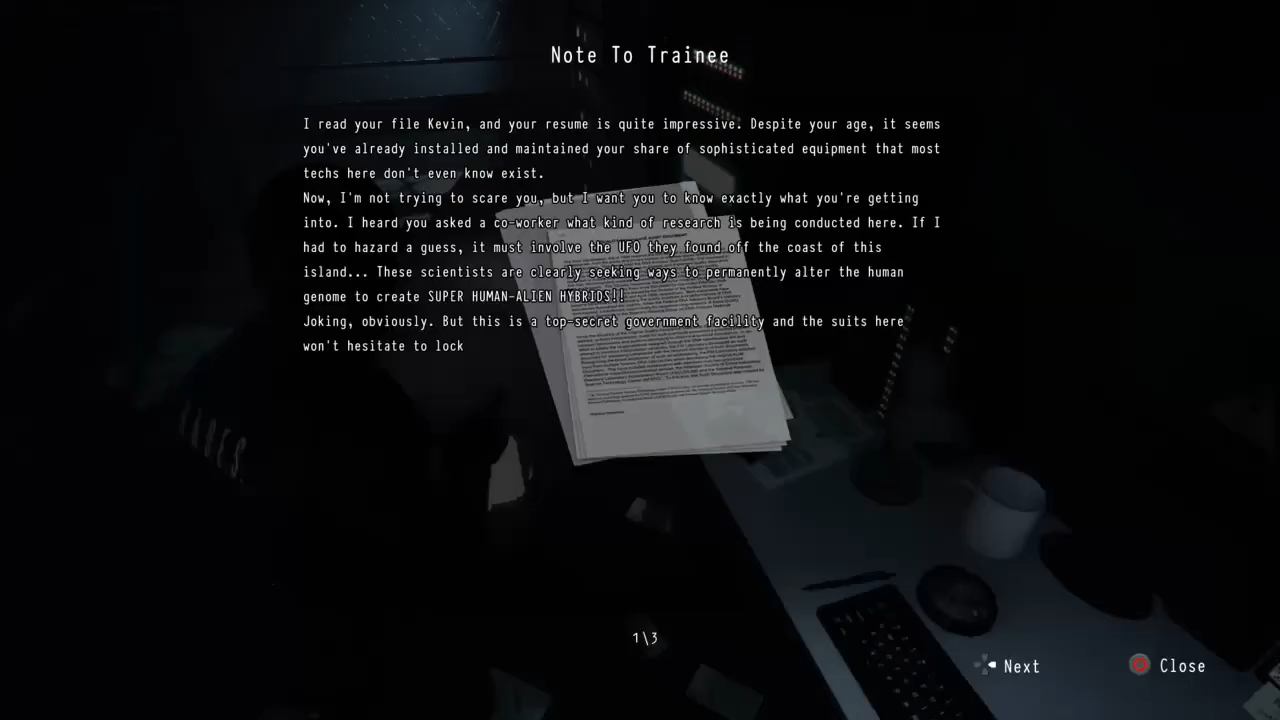 Note To Trainee
I read your file Kevin, and your resume is quite impressive. Despite your age, it seems
you've already installed and maintained your share of sophisticated equipment that most
techs here don't even know exist.
Now, I'm not trying to scare you, but I want you to know exactly what you're getting
into. I heard you asked a co-worker what kind of research is being conducted here. If I
had to hazard a guess, it must involve the UFO they found off the coast of this
island... These scientists are clearly seeking ways to permanently alter the human
genome to create SUPER HUMAN-ALIEN HYBRIDS!!
Joking, obviously. But this is a top-secret government facility and the suits here
won't hesitate to lock
1\3
Next
Close